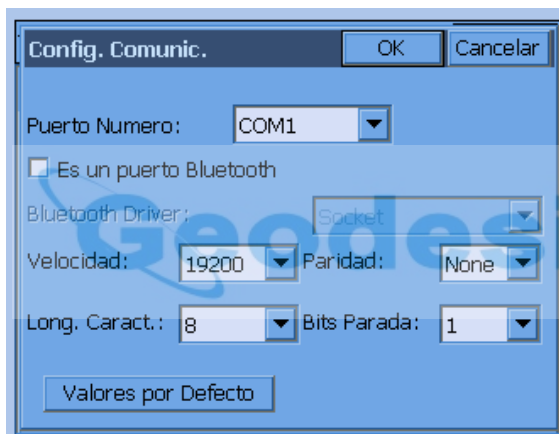 Config. Comunic. OK Cancelar
Puerto Numero: COM1
Es un puerto Bluetooth
Bluetooth Driver: Socket
Geodesi
Velocidad: 19200 Paridad: None
Long. Caract.: 8 Bits Parada: 1
Valores por Defecto